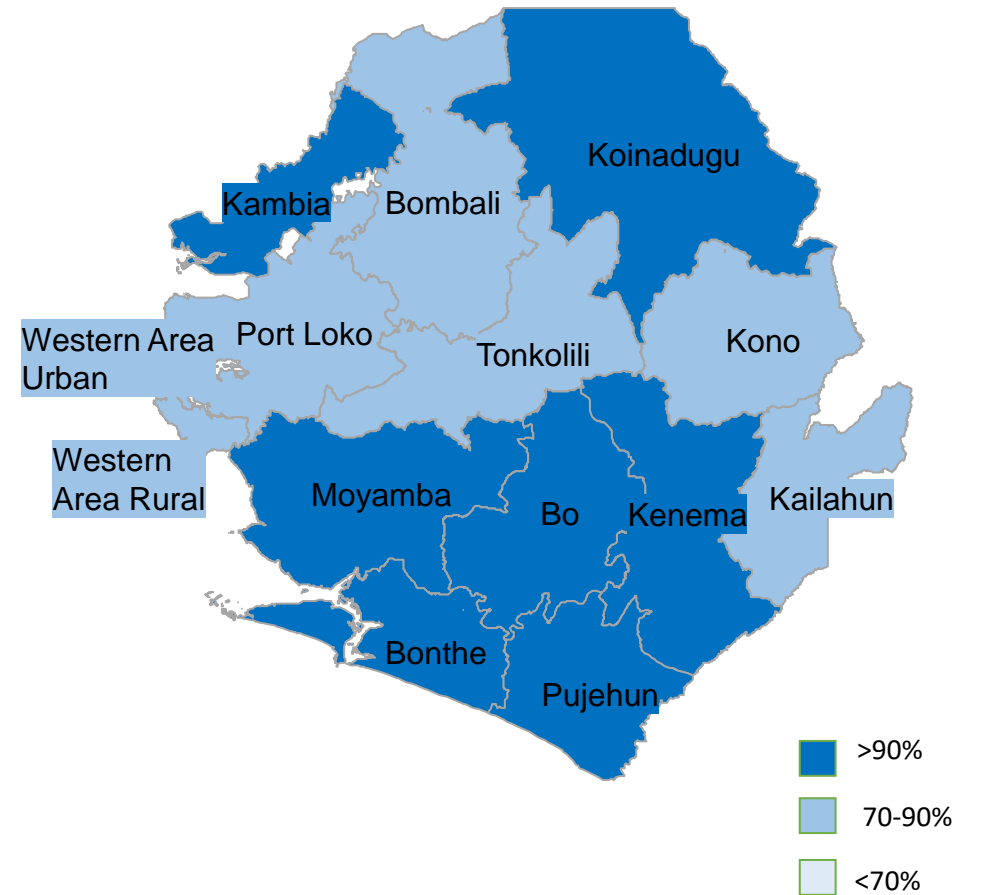 Koinadugu
Kambia
Bombali
Western Area
Urban
Port Loko
Tonkolili
Kono
Western
Area Rural
Moyamba
Bo
Kenema
Kailahun
Bonthe
Pujehun
>90%
70-90%
<70%